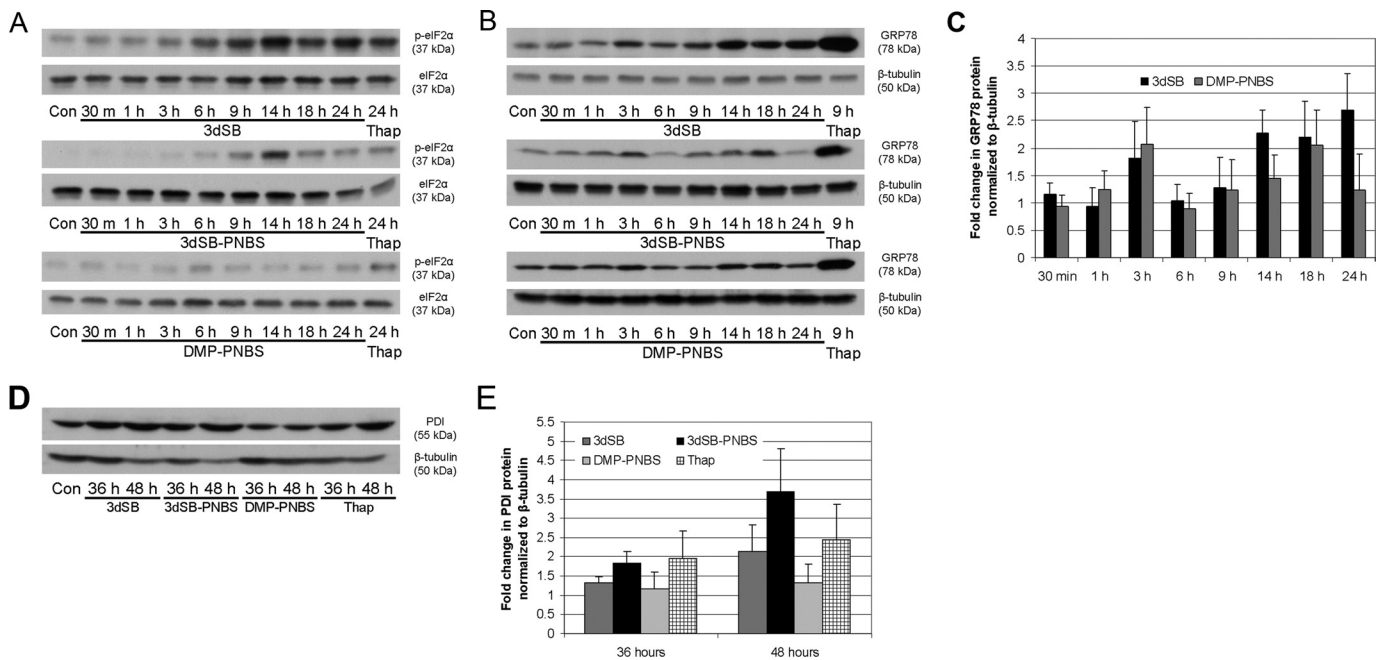 A
p-eIF2α
(37 kDa)
eIF2α
(37 kDa)
Con 30 m 1 h 3 h 6 h 9 h 14 h 18 h 24 h 24 h
3dSB Thap
p-eIF2α
(37 kDa)
eIF2α
(37 kDa)
Con 30 m 1 h 3 h 6 h 9 h 14 h 18 h 24 h 24 h
3dSB-PNBS Thap
p-eIF2α
(37 kDa)
eIF2α
(37 kDa)
Con 30 m 1 h 3 h 6 h 9 h 14 h 18 h 24 h 24 h
DMP-PNBS Thap
B
GRP78
(78 kDa)
β-tubulin
(50 kDa)
Con 30 m 1 h 3 h 6 h 9 h 14 h 18 h 24 h 9 h
3dSB Thap
GRP78
(78 kDa)
β-tubulin
(50 kDa)
Con 30 m 1 h 3 h 6 h 9 h 14 h 18 h 24 h 9 h
3dSB-PNBS Thap
GRP78
(78 kDa)
β-tubulin
(50 kDa)
Con 30 m 1 h 3 h 6 h 9 h 14 h 18 h 24 h 9 h
DMP-PNBS Thap
C
Fold change in GRP78 protein
normalized to β-tubulin
4
3.5
3
2.5
2
1.5
1
0.5
0
3dSB DMP-PNBS
30 min 1 h 3 h 6 h 9 h 14 h 18 h 24 h
D
PDI
(55 kDa)
β-tubulin
(50 kDa)
Con 36 h 48 h 36 h 48 h 36 h 48 h 36 h 48 h
3dSB 3dSB-PNBS DMP-PNBS Thap
E
Fold change in PDI protein
normalized to β-tubulin
5.5
5
4.5
4
3.5
3
2.5
2
1.5
1
0.5
0
3dSB 3dSB-PNBS
DMP-PNBS Thap
36 hours 48 hours